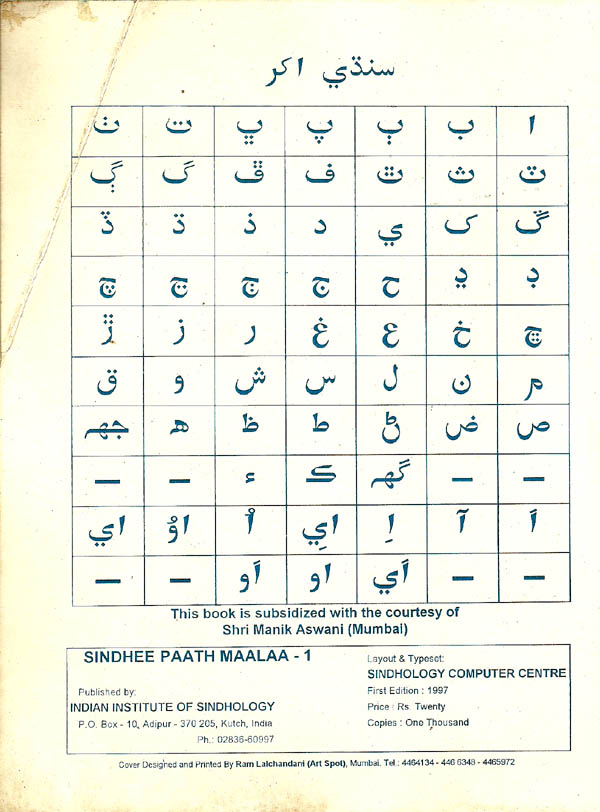 سنڌي اکر
ا ب ٻ پ ڀ ت ٺ
ٽ ث ٿ ف ڦ گ ڳ
ڱ ک ي د ذ ڌ ڏ
ڊ ڍ ح ج ڄ ڃ چ
ڇ خ ع غ ر ز ڙ
م ن ل س ش و ق
ص ض ڻ ط ظ ھ جھہ
— — گھہ ڪ ء — —
اَ آ اِ اِي اُ اوُ اي
— — اَي او اَو — —
This book is subsidized with the courtesy of
Shri Manik Aswani (Mumbai)
SINDHEE PAATH MAALAA - 1
Published by:
INDIAN INSTITUTE OF SINDHOLOGY
P.O. Box - 10, Adipur - 370 205, Kutch, India
Ph.: 02836-60997
Layout & Typeset:
SINDHOLOGY COMPUTER CENTRE
First Edition : 1997
Price : Rs. Twenty
Copies : One Thousand
Cover Designed and Printed By Ram Lalchandani (Art Spot), Mumbai. Tel : 4464134 - 446 6348 - 4465972